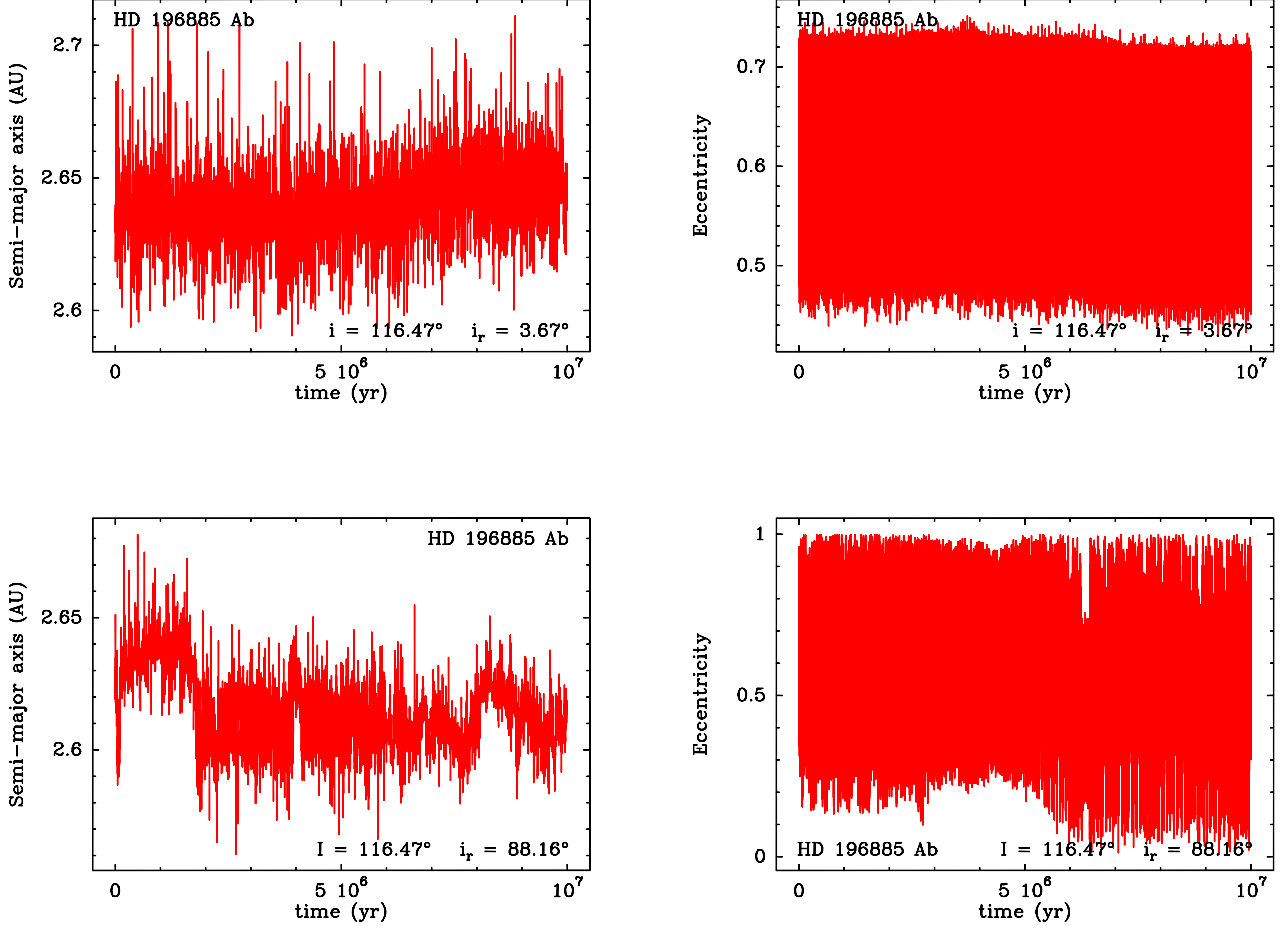 HD 196885 Ab
Semi-major axis (AU)
2.7
2.65
2.6
i = 116.47° i_r = 3.67°
0 5 10^6 10^7
time (yr)
HD 196885 Ab
Eccentricity
0.7
0.6
0.5
i = 116.47° i_r = 3.67°
0 5 10^6 10^7
time (yr)
HD 196885 Ab
Semi-major axis (AU)
2.65
2.6
I = 116.47° i_r = 88.16°
0 5 10^6 10^7
time (yr)
Eccentricity
1
0.5
0
HD 196885 Ab I = 116.47° i_r = 88.16°
0 5 10^6 10^7
time (yr)